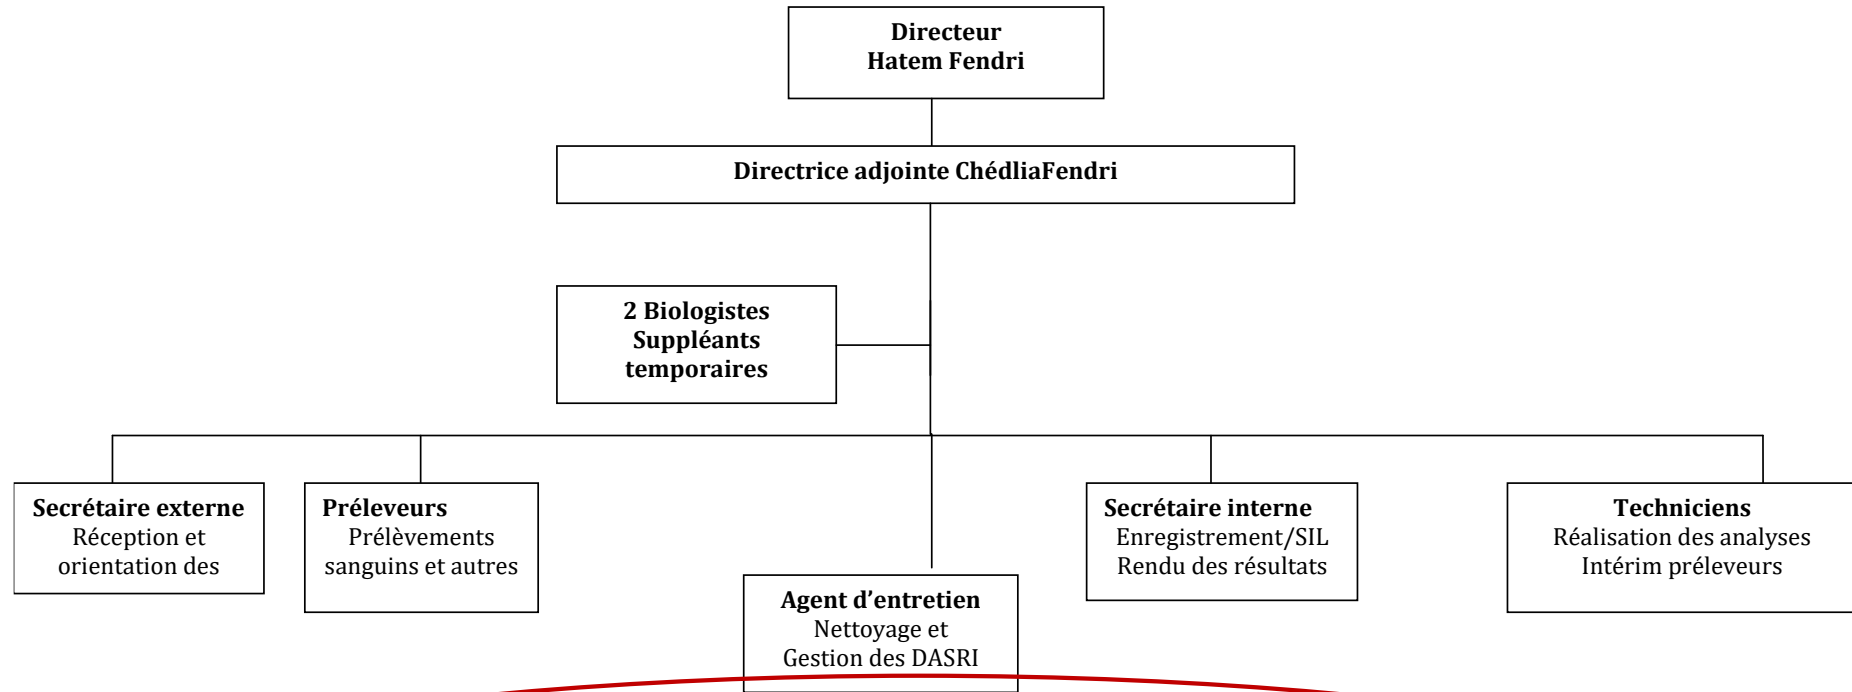 Directeur
Hatem Fendri
Directrice adjointe ChédliaFendri
2 Biologistes
Suppléants
temporaires
Secrétaire externe
Réception et
orientation des
Préleveurs
Prélèvements
sanguins et autres
Agent d’entretien
Nettoyage et
Gestion des DASRI
Secrétaire interne
Enregistrement/SIL
Rendu des résultats
Techniciens
Réalisation des analyses
Intérim préleveurs